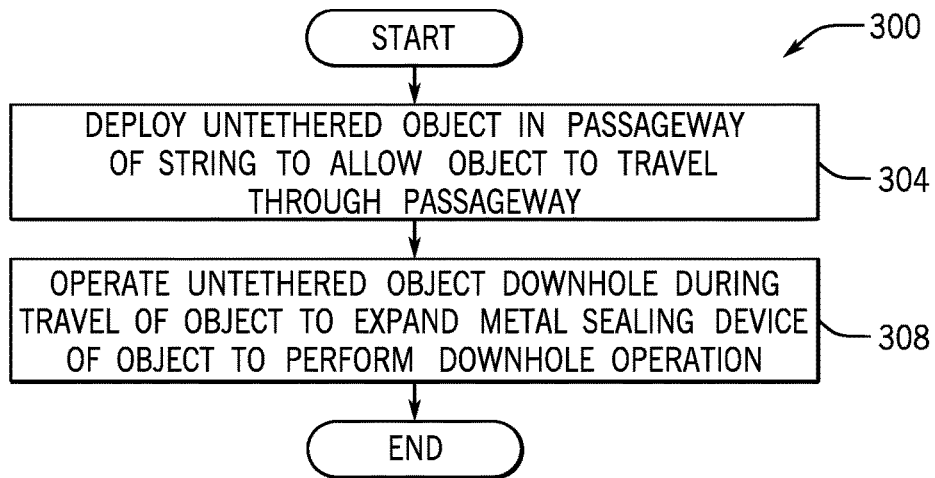 START
300
DEPLOY UNTETHERED OBJECT IN PASSAGEWAY
OF STRING TO ALLOW OBJECT TO TRAVEL
THROUGH PASSAGEWAY
304
OPERATE UNTETHERED OBJECT DOWNHOLE DURING
TRAVEL OF OBJECT TO EXPAND METAL SEALING DEVICE
OF OBJECT TO PERFORM DOWNHOLE OPERATION
308
END